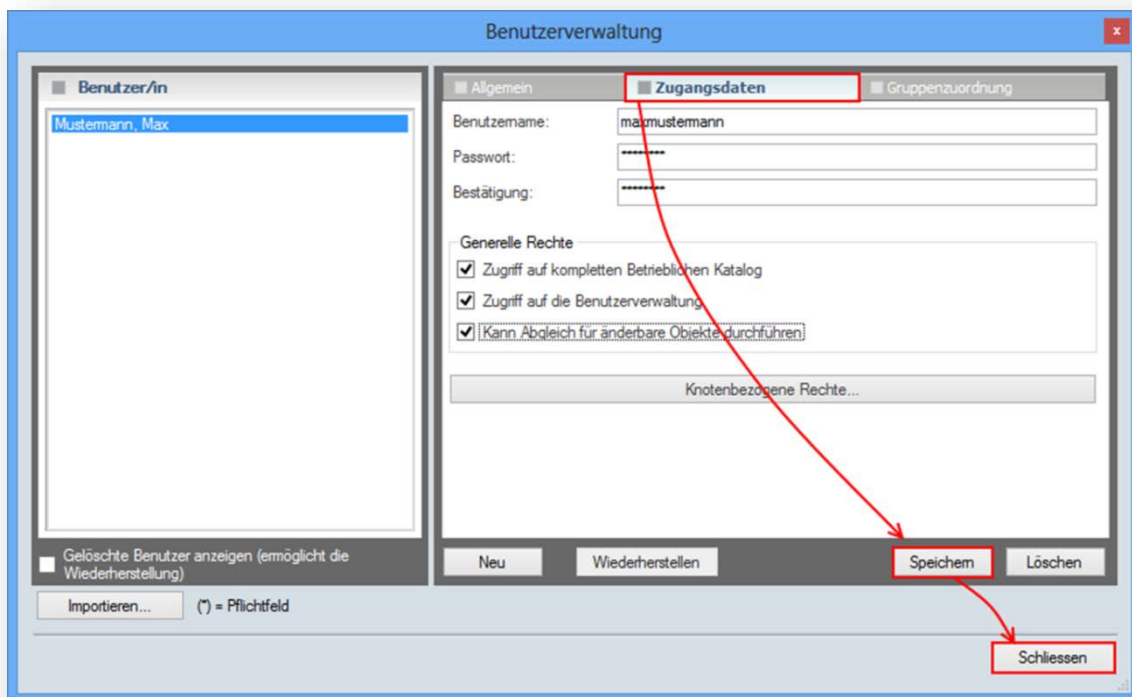 Benutzerverwaltung
x
Benutzer/in
Mustermann, Max
Gelöschte Benutzer anzeigen (ermöglicht die
Wiederherstellung)
Allgemein
Zugangsdaten
Gruppenzuordnung
Benutzername:
maxmustermann
Passwort:
********
Bestätigung:
********
Generelle Rechte
Zugriff auf kompletten Betrieblichen Katalog
Zugriff auf die Benutzerverwaltung
Kann Abgleich für änderbare Objekte durchführen
Knotenbezogene Rechte...
Neu
Wiederherstellen
Speichern
Löschen
Importieren...
(*) = Pflichtfeld
Schliessen